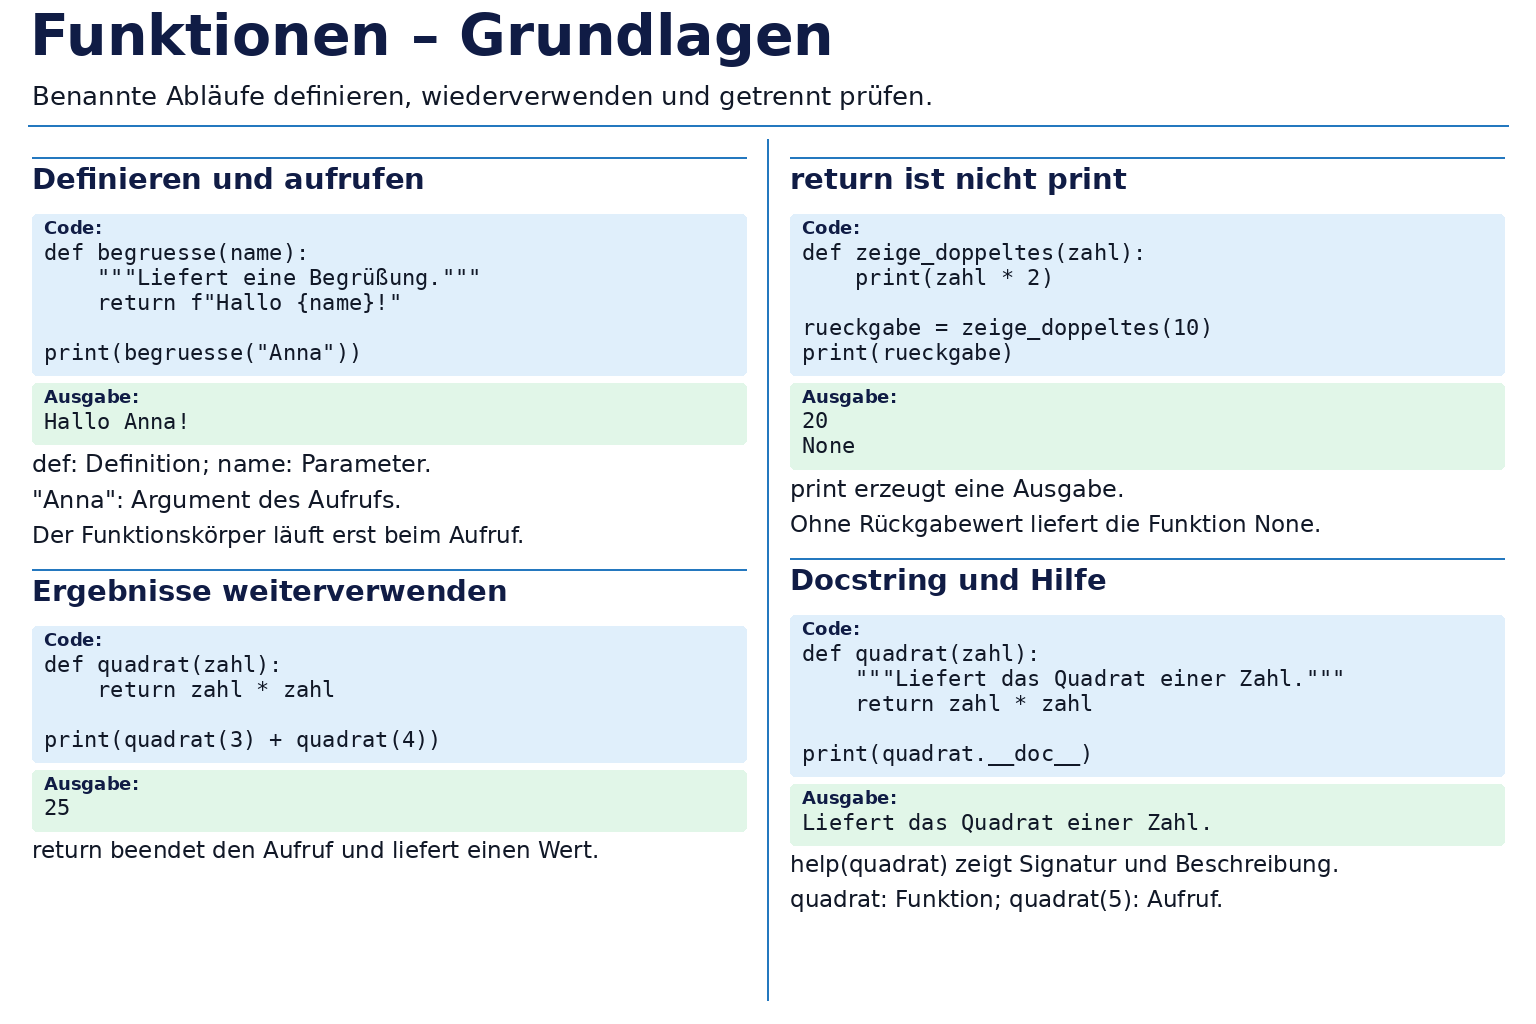 Funktionen – Grundlagen
Benannte Abläufe definieren, wiederverwenden und getrennt prüfen.
Definieren und aufrufen
Code:
def begruesse(name):
    """Liefert eine Begrüßung."""
    return f"Hallo {name}!"

print(begruesse("Anna"))
Ausgabe:
Hallo Anna!
def: Definition; name: Parameter.
"Anna": Argument des Aufrufs.
Der Funktionskörper läuft erst beim Aufruf.
Ergebnisse weiterverwenden
Code:
def quadrat(zahl):
    return zahl * zahl

print(quadrat(3) + quadrat(4))
Ausgabe:
25
return beendet den Aufruf und liefert einen Wert.
return ist nicht print
Code:
def zeige_doppeltes(zahl):
    print(zahl * 2)

rueckgabe = zeige_doppeltes(10)
print(rueckgabe)
Ausgabe:
20
None
print erzeugt eine Ausgabe.
Ohne Rückgabewert liefert die Funktion None.
Docstring und Hilfe
Code:
def quadrat(zahl):
    """Liefert das Quadrat einer Zahl."""
    return zahl * zahl

print(quadrat.__doc__)
Ausgabe:
Liefert das Quadrat einer Zahl.
help(quadrat) zeigt Signatur und Beschreibung.
quadrat: Funktion; quadrat(5): Aufruf.